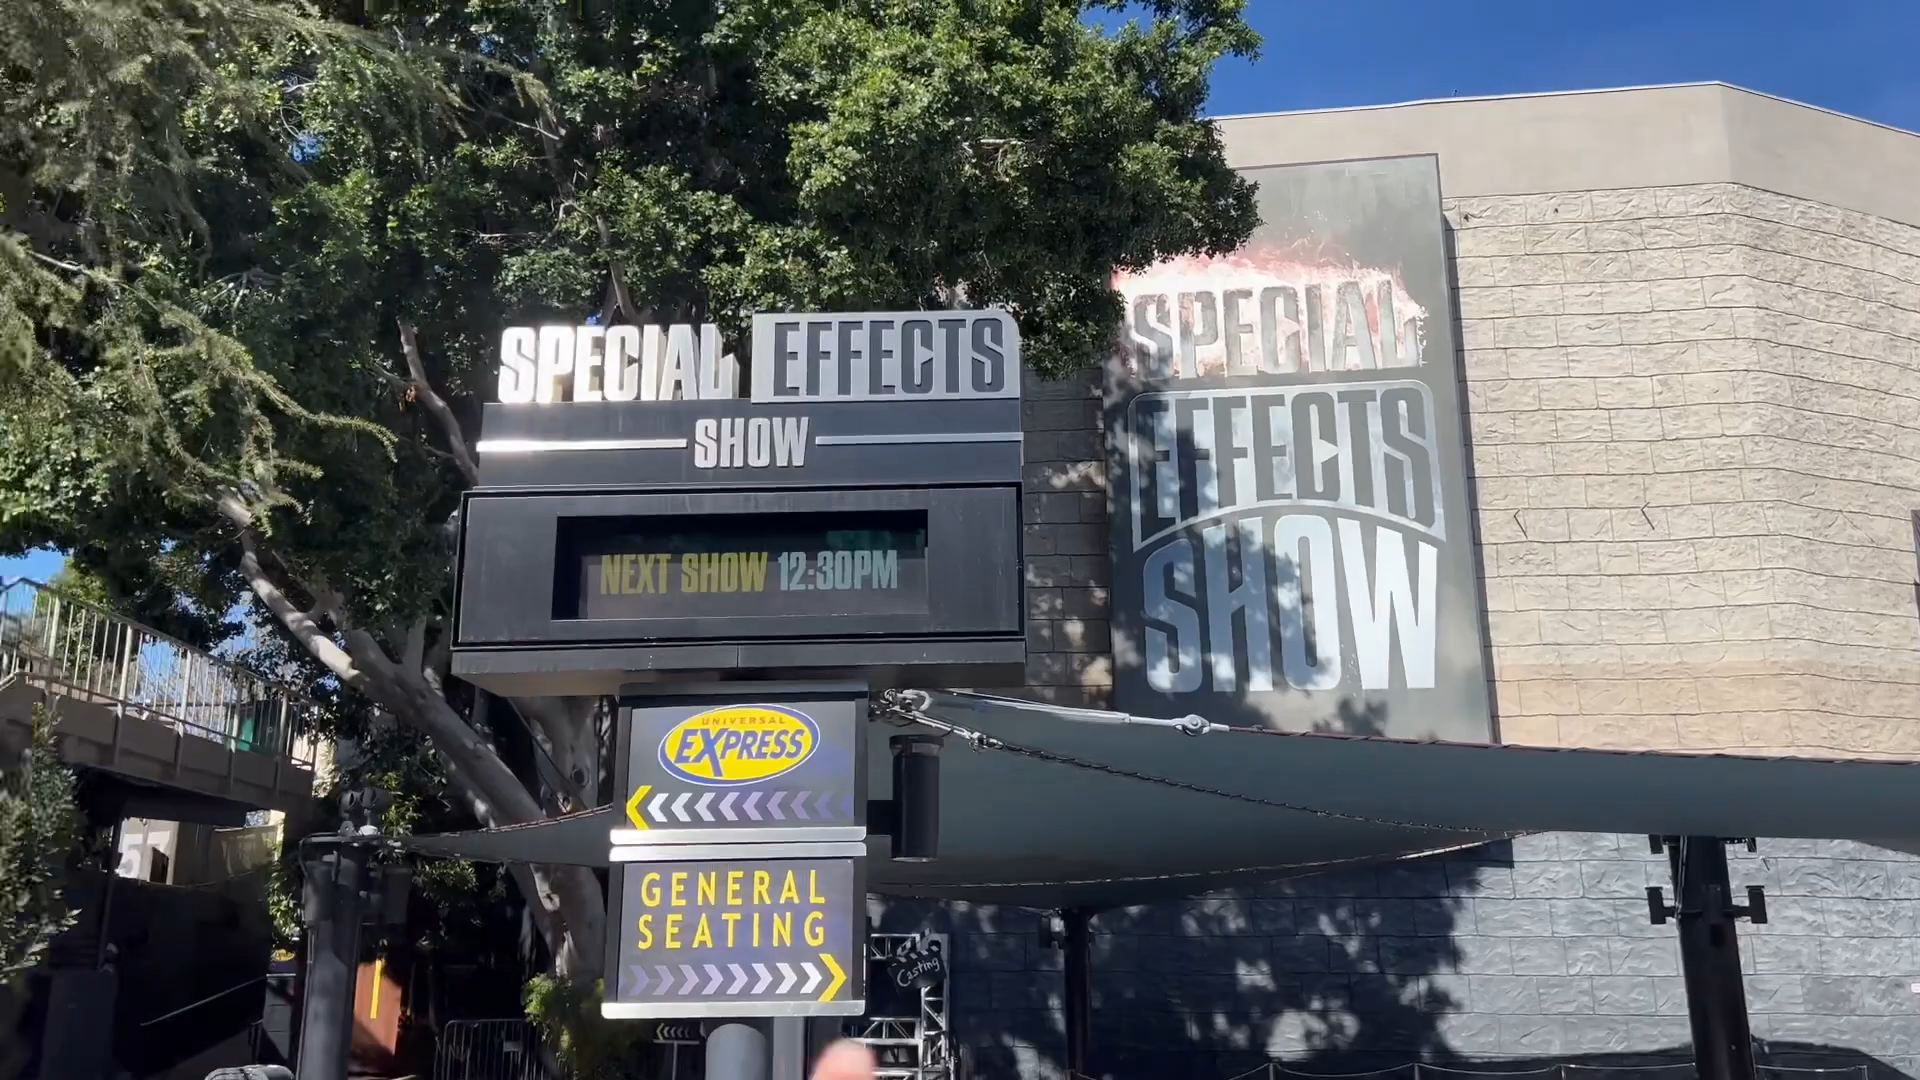 SPECIAL EFFECTS
SHOW
NEXT SHOW 12:30PM
UNIVERSAL
EXPRESS
GENERAL
SEATING
SPECIAL
EFFECTS
SHOW
Casting